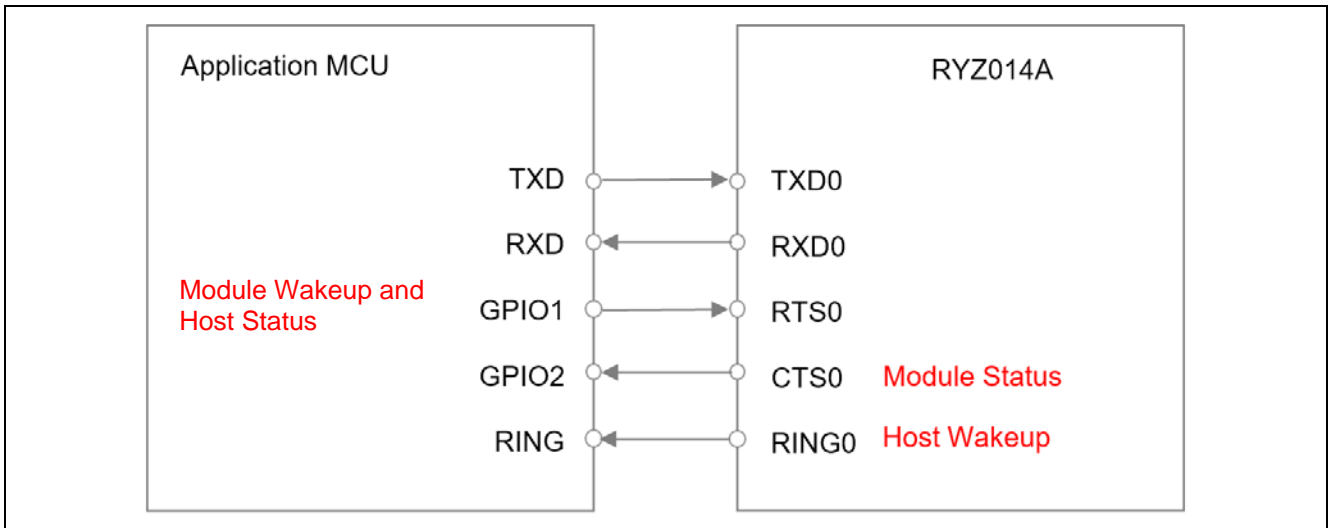 Application MCU
RYZ014A
TXD
TXD0
RXD
RXD0
Module Wakeup and
Host Status
GPIO1
RTS0
GPIO2
CTS0
Module Status
RING
RING0
Host Wakeup